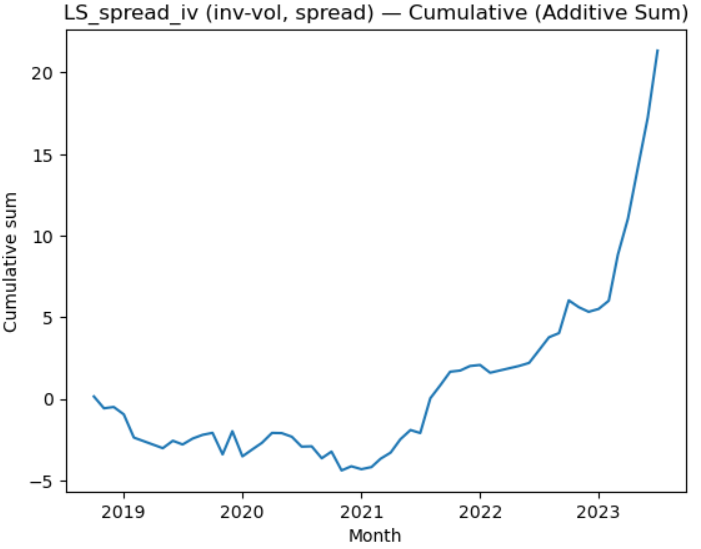 LS_spread_iv (inv-vol, spread) — Cumulative (Additive Sum)
Cumulative sum
20
15
10
5
0
−5
2019 2020 2021 2022 2023
Month